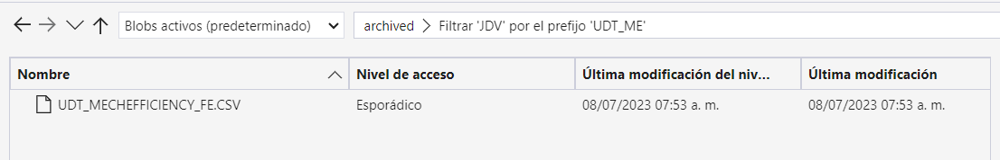 Blobs activos (predeterminado) archived Filtrar 'JDV' por el prefijo 'UDT_ME'
Nombre Nivel de acceso Última modificación del niv... Última modificación
UDT_MECHEFFICIENCY_FE.CSV Esporádico 08/07/2023 07:53 a. m. 08/07/2023 07:53 a. m.